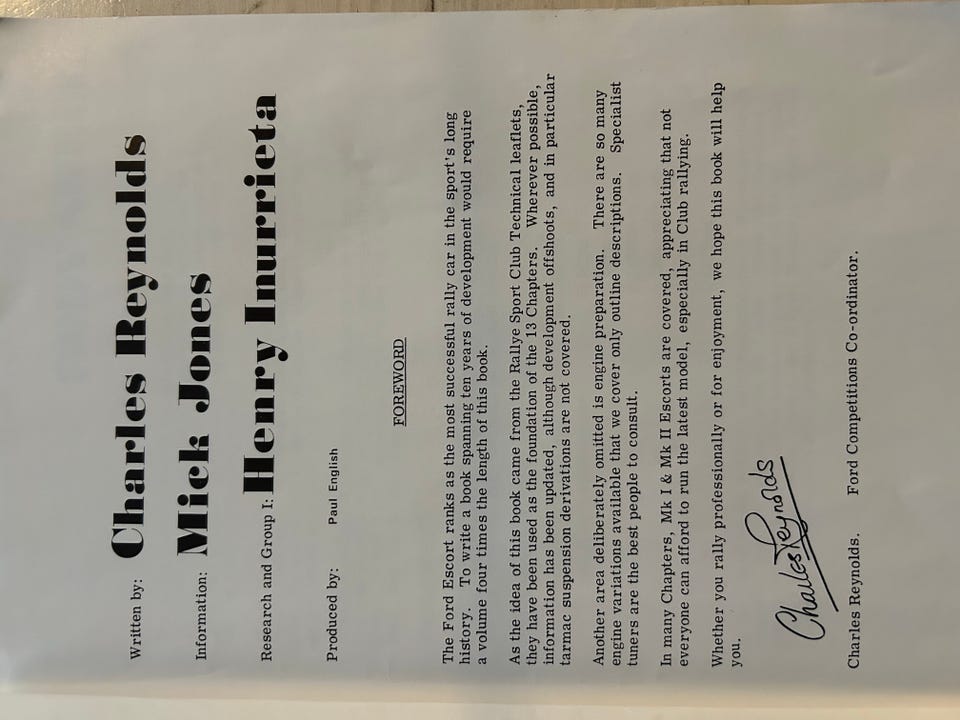 Written by: Charles Reynolds
Information: Mick Jones
Research and Group I: Henry Inurrieta
Produced by: Paul English
FOREWORD
The Ford Escort ranks as the most successful rally car in the sport's long
history. To write a book spanning ten years of development would require
a volume four times the length of this book.
As the idea of this book came from the Rallye Sport Club Technical leaflets,
they have been used as the foundation of the 13 Chapters. Wherever possible,
information has been updated, although development offshoots, and in particular
tarmac suspension derivations are not covered.
Another area deliberately omitted is engine preparation. There are so many
engine variations available that we cover only outline descriptions. Specialist
tuners are the best people to consult.
In many Chapters, Mk I & Mk II Escorts are covered, appreciating that not
everyone can afford to run the latest model, especially in Club rallying.
Whether you rally professionally or for enjoyment, we hope this book will help
you.
Charles Reynolds
Charles Reynolds. Ford Competitions Co-ordinator.